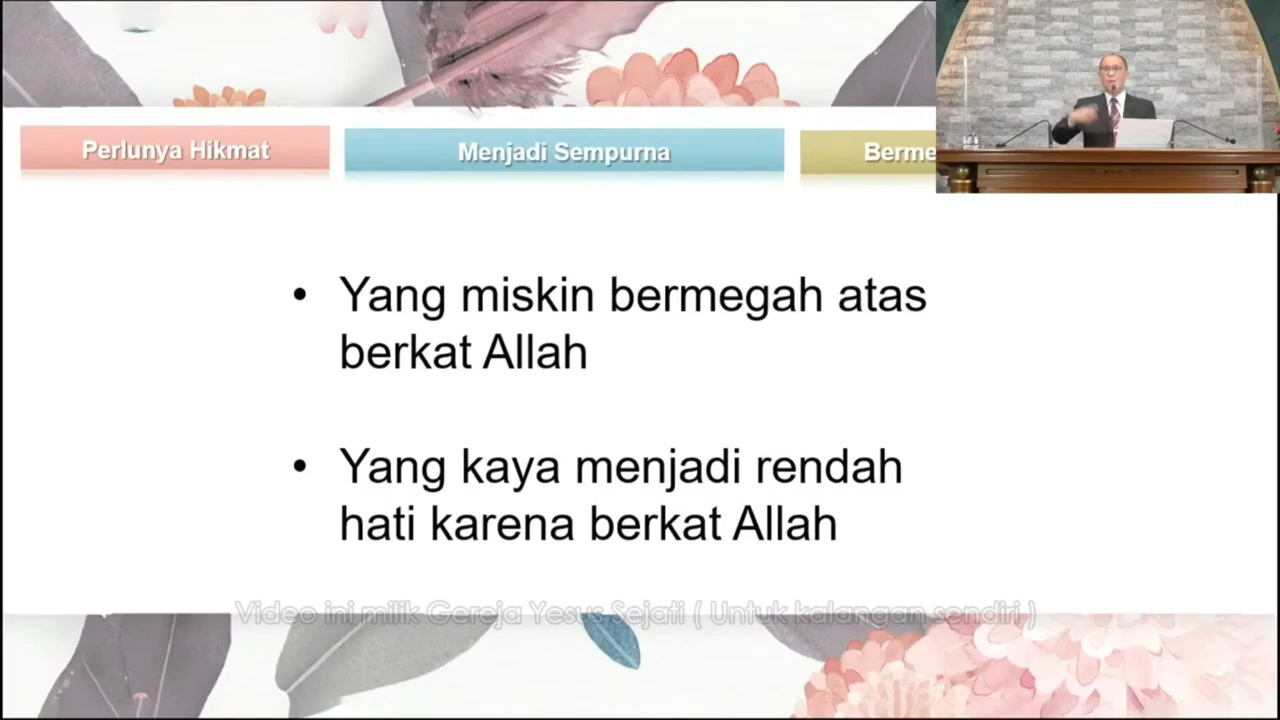 Perlunya Hikmat
Menjadi Sempurna
• Yang miskin bermegah atas
berkat Allah
• Yang kaya menjadi rendah
hati karena berkat Allah
Video ini milik Gereja Yesus Sejati ( Untuk kalangan sendiri )